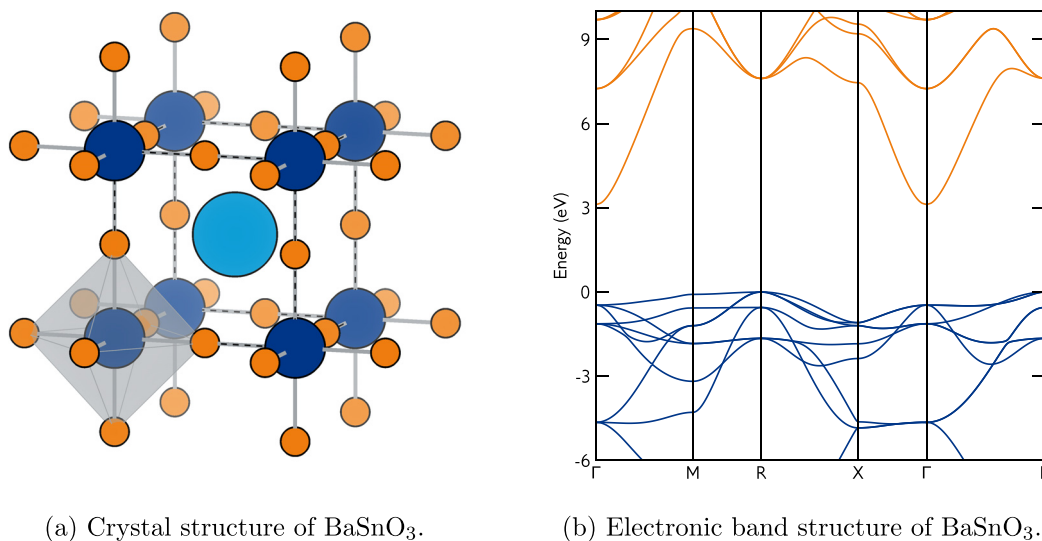 9
6
3
0
-3
-6
Energy (eV)
Γ M R X Γ
(a) Crystal structure of BaSnO₃.
(b) Electronic band structure of BaSnO₃.